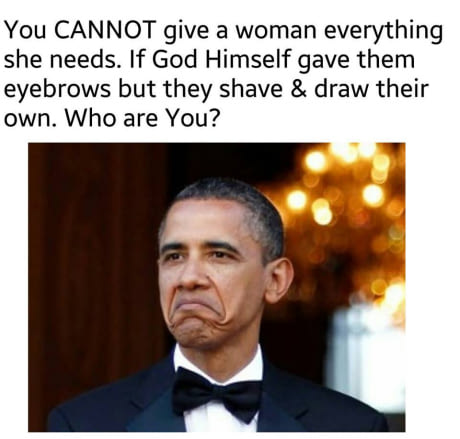 You CANNOT give a woman everything
she needs. If God Himself gave them
eyebrows but they shave & draw their
own. Who are You?